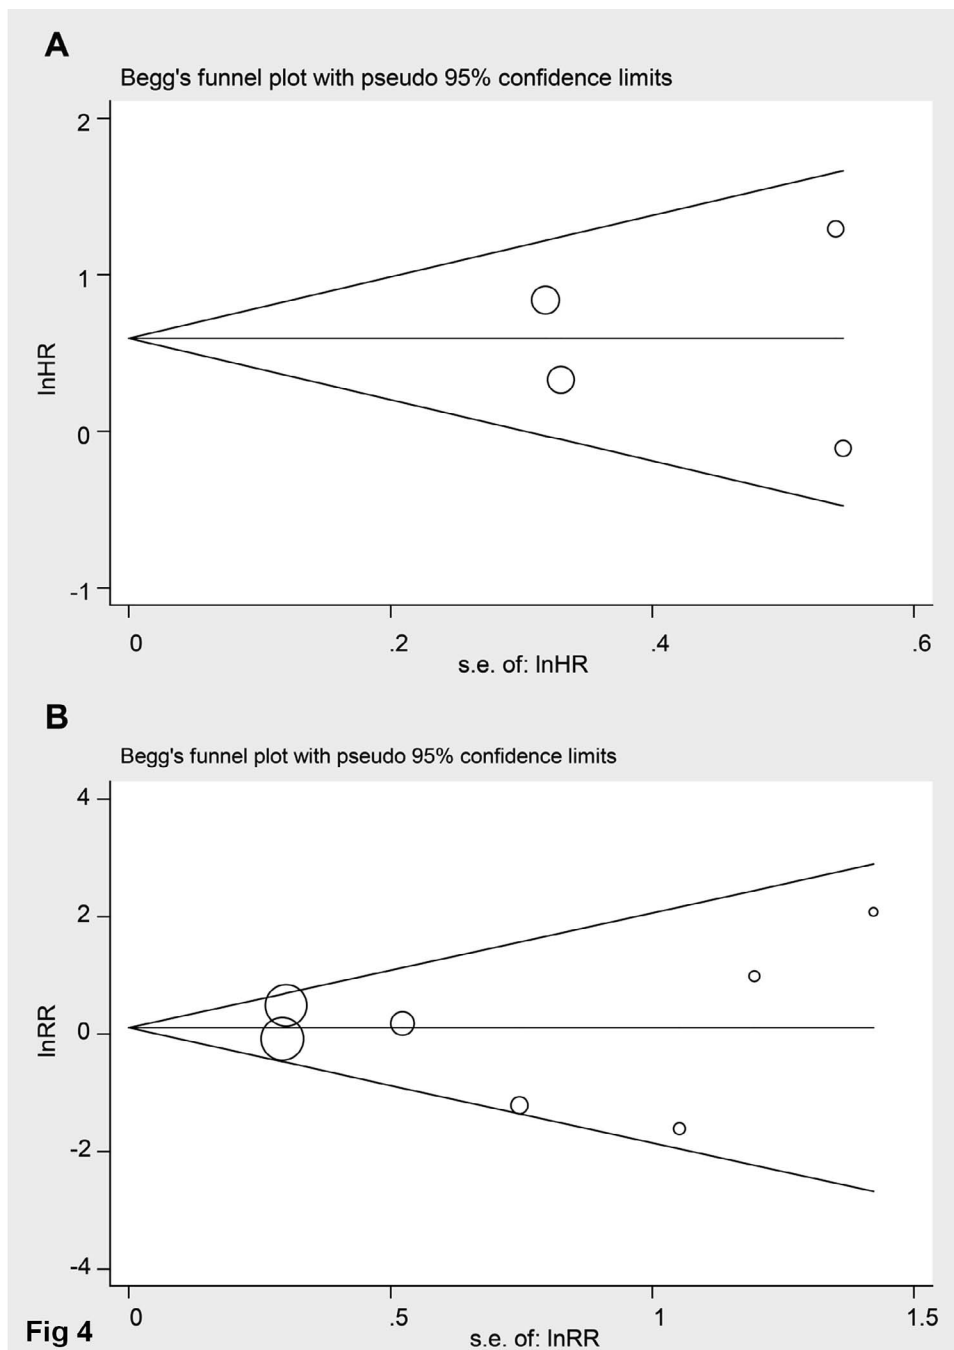 A
Begg's funnel plot with pseudo 95% confidence limits
2
1
0
-1
lnHR
0 .2 .4 .6
s.e. of: lnHR
B
Begg's funnel plot with pseudo 95% confidence limits
4
2
0
-2
-4
lnRR
0 .5 1 1.5
s.e. of: lnRR
Fig 4